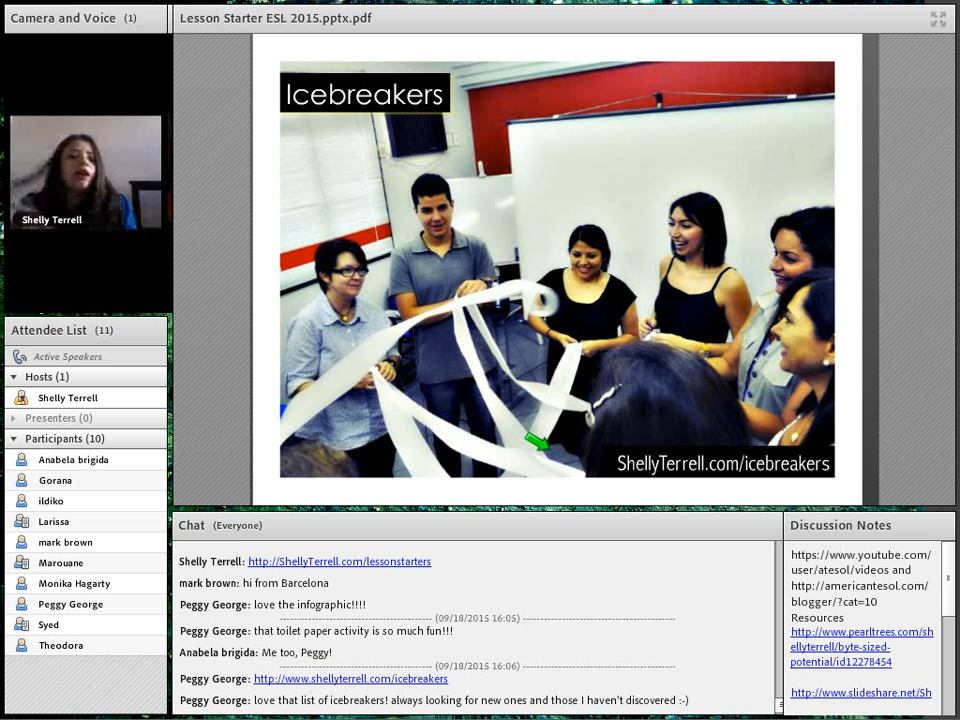 Camera and Voice (1)
Shelly Terrell
Attendee List (11)
Active Speakers
Hosts (1)
Shelly Terrell
Presenters (0)
Participants (10)
Anabela brigida
Gorana
ildiko
Larissa
mark brown
Marouane
Monika Hagarty
Peggy George
Syed
Theodora
Lesson Starter ESL 2015.pptx.pdf
Icebreakers
ShellyTerrell.com/icebreakers
Chat (Everyone)
Shelly Terrell: http://ShellyTerrell.com/lessonstarters
mark brown: hi from Barcelona
Peggy George: love the infographic!!!!
(09/18/2015 16:05)
Peggy George: that toilet paper activity is so much fun!!!
Anabela brigida: Me too, Peggy!
(09/18/2015 16:06)
Peggy George: http://www.shellyterrell.com/icebreakers
Peggy George: love that list of icebreakers! always looking for new ones and those I haven't discovered :-)
Discussion Notes
https://www.youtube.com/
user/atesol/videos and
http://americantesol.com/
blogger/?cat=10
Resources
http://www.pearltrees.com/sh
ellyterrell/byte-sized-
potential/id12278454
http://www.slideshare.net/Sh